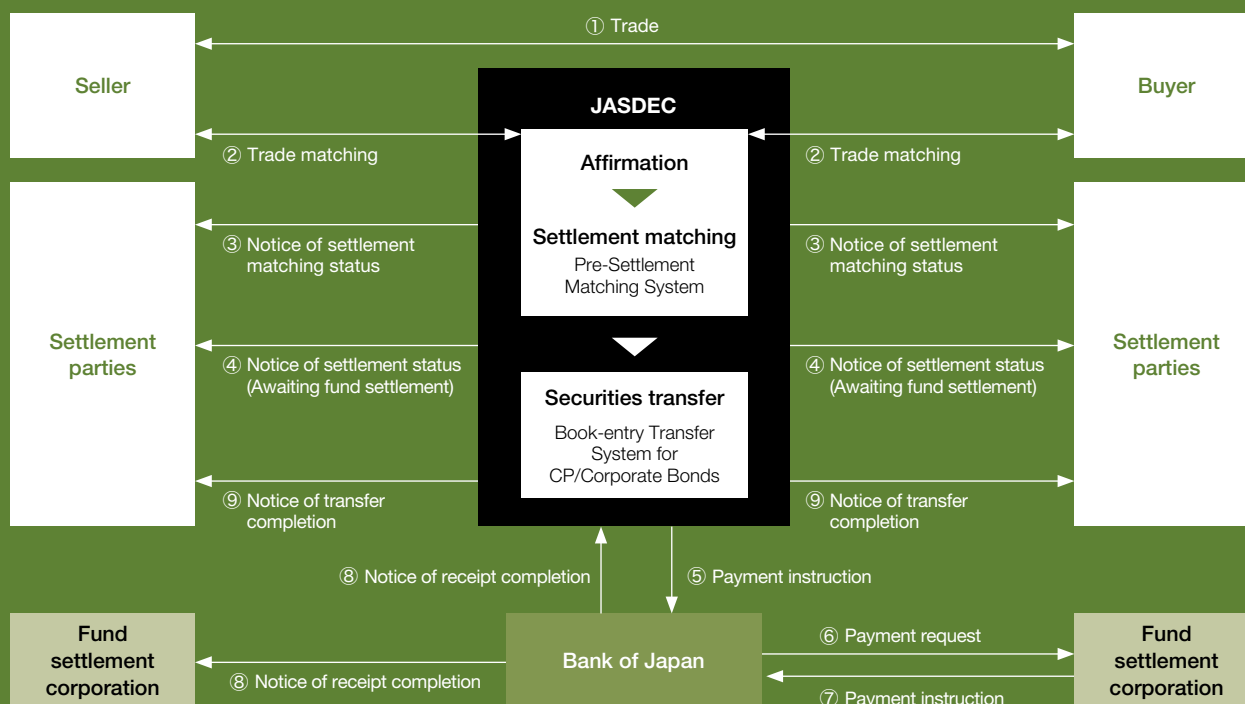 ① Trade
Seller
Buyer
JASDEC
② Trade matching
Affirmation
② Trade matching
③ Notice of settlement
matching status
Settlement matching
Pre-Settlement
Matching System
③ Notice of settlement
matching status
Settlement
parties
④ Notice of settlement status
(Awaiting fund settlement)
④ Notice of settlement status
(Awaiting fund settlement)
Settlement
parties
Securities transfer
Book-entry Transfer
System for
CP/Corporate Bonds
⑨ Notice of transfer
completion
⑨ Notice of transfer
completion
⑧ Notice of receipt completion
⑤ Payment instruction
Fund
settlement
corporation
⑧ Notice of receipt completion
Bank of Japan
⑥ Payment request
⑦ Payment instruction
Fund
settlement
corporation